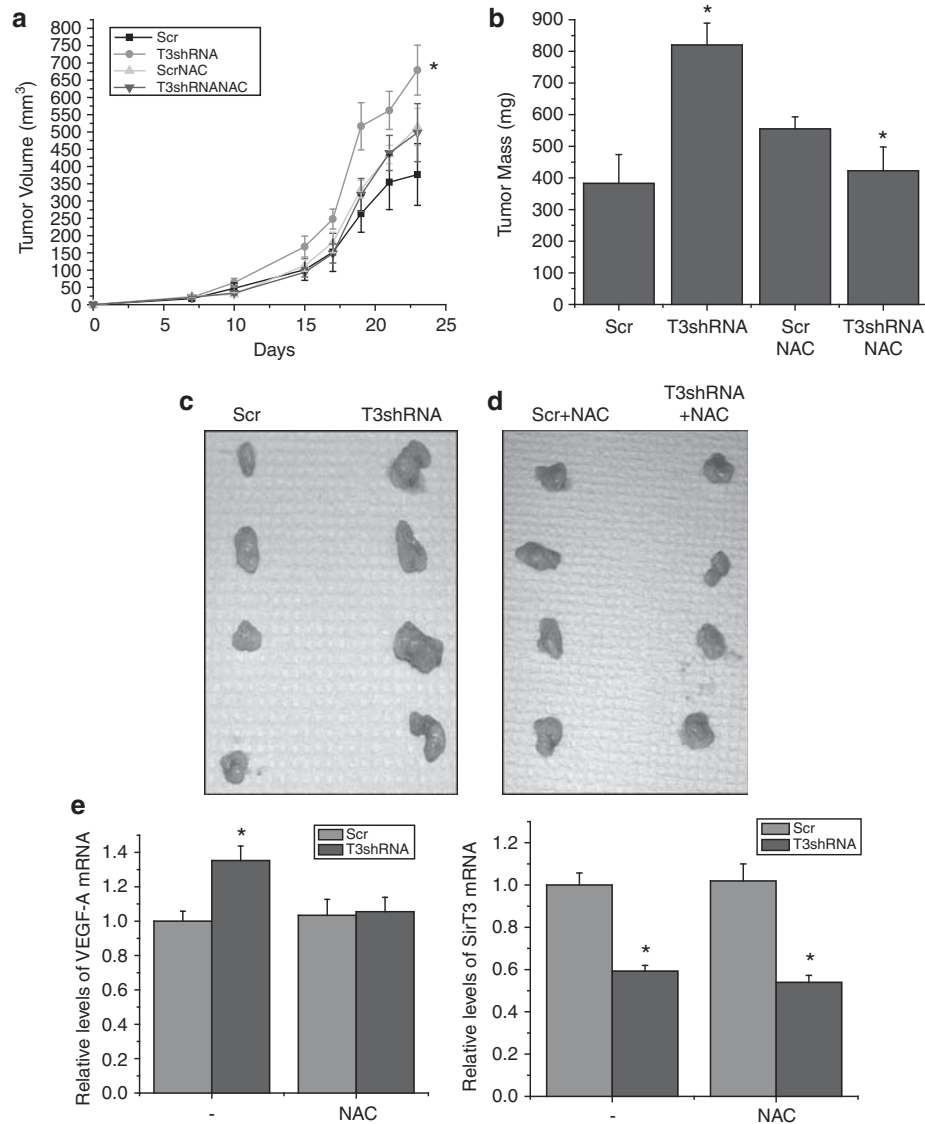 a
800
750
700
650
600
550
500
450
400
350
300
250
200
150
100
50
0
Tumor Volume (mm3)
Scr
T3shRNA
ScrNAC
T3shRNANAC
*
0 5 10 15 20 25
Days
b
900
800
700
600
500
400
300
200
100
0
Tumor Mass (mg)
* *
Scr T3shRNA Scr NAC T3shRNA NAC
c
Scr T3shRNA
d
Scr+NAC T3shRNA +NAC
e
1.4
1.2
1.0
0.8
0.6
0.4
0.2
0.0
Relative levels of VEGF-A mRNA
*
Scr
T3shRNA
- NAC
1.2
1.0
0.8
0.6
0.4
0.2
0.0
Relative levels of SirT3 mRNA
Scr
T3shRNA
* *
- NAC